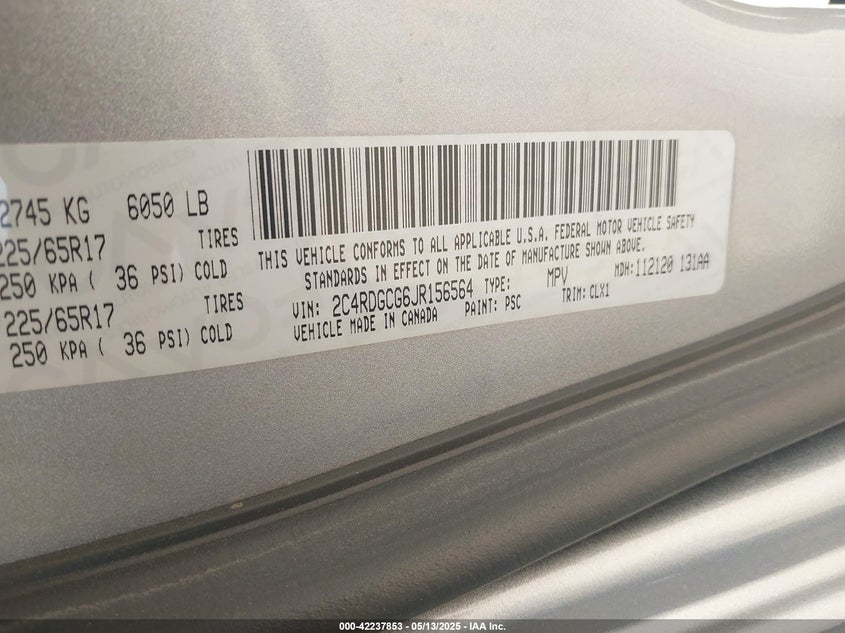 2745 KG 6050 LB
225/65R17 TIRES
250 KPA ( 36 PSI) COLD
225/65R17 TIRES
250 KPA ( 36 PSI) COLD
THIS VEHICLE CONFORMS TO ALL APPLICABLE U.S.A. FEDERAL MOTOR VEHICLE SAFETY
STANDARDS IN EFFECT ON THE DATE OF MANUFACTURE SHOWN ABOVE.
VIN: 2C4RDGCG6JR156564 TYPE: MPV MDH:112120 131AA
VEHICLE MADE IN CANADA PAINT: PSC TRIM: CLX1
000-42237853 - 05/13/2025 - IAA Inc.